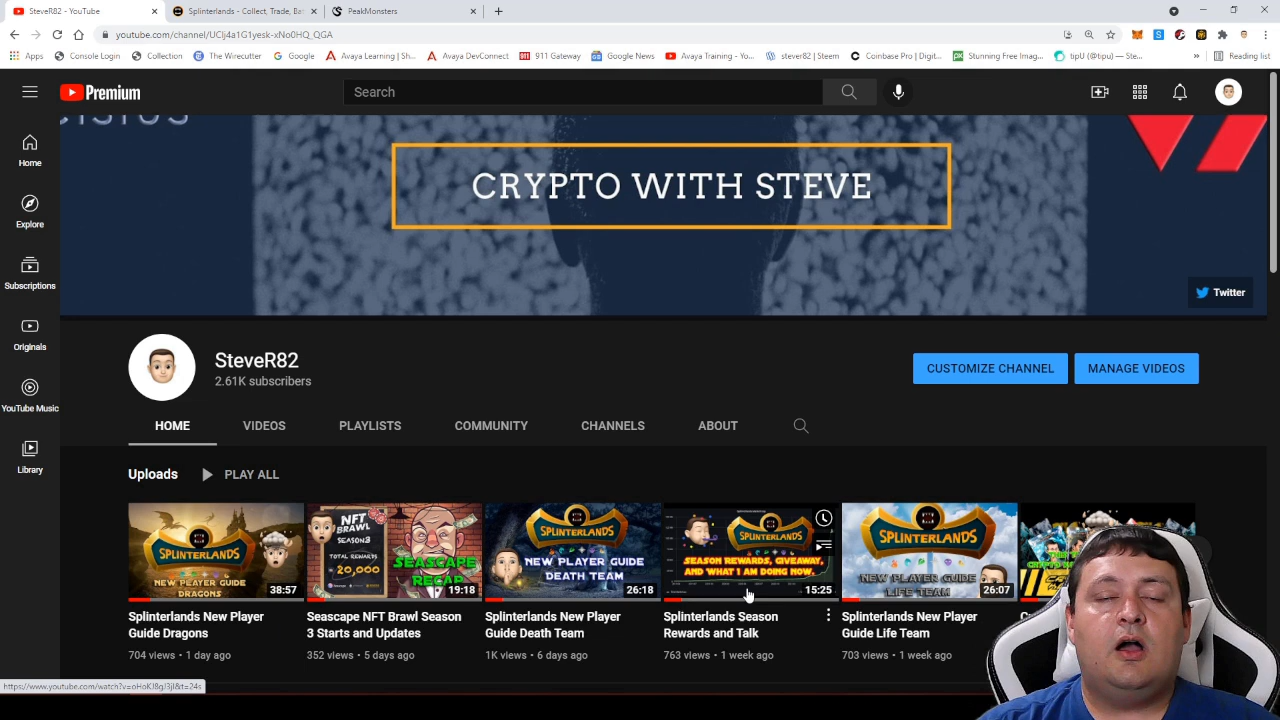 SteveR82 - YouTube
Splinterlands - Collect, Trade, Ba
PeakMonsters
youtube.com/channel/UCIj4a1G1yesk-xNo0HQ_QGA
Apps
Console Login
Collection
The Wirecutter
Google
Avaya Learning | Sh...
Avaya DevConnect
911 Gateway
Google News
Avaya Training - You...
stever82 | Steem
Coinbase Pro | Digit...
Stunning Free Imag...
tipU (@tipu) — Ste...
»
Reading list
Premium
Search
CRYPTO WITH STEVE
Twitter
Home
Explore
Subscriptions
Originals
YouTube Music
Library
SteveR82
2.61K subscribers
CUSTOMIZE CHANNEL
MANAGE VIDEOS
HOME
VIDEOS
PLAYLISTS
COMMUNITY
CHANNELS
ABOUT
Uploads
PLAY ALL
SPLINTERLANDS
NEW PLAYER GUIDE
DRAGONS
38:57
NFT
BRAWL
SEASON3
TOTAL REWARDS
20,000
SEASCAPE
RECAP
19:18
SPLINTERLANDS
NEW PLAYER GUIDE
DEATH TEAM
26:18
SPLINTERLANDS
SEASON REWARDS, GIVEAWAY,
AND WHAT I AM DOING NOW.
15:25
SPLINTERLANDS
NEW PLAYER GUIDE
LIFE TEAM
26:07
Splinterlands New Player
Guide Dragons
704 views • 1 day ago
Seascape NFT Brawl Season
3 Starts and Updates
352 views • 5 days ago
Splinterlands New Player
Guide Death Team
1K views • 6 days ago
Splinterlands Season
Rewards and Talk
763 views • 1 week ago
Splinterlands New Player
Guide Life Team
703 views • 1 week ago